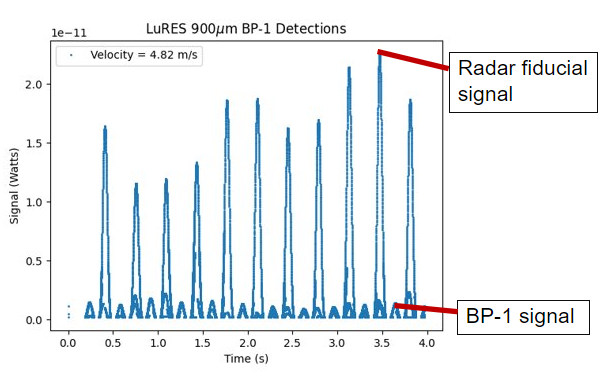 LuRES 900μm BP-1 Detections
1e−11
Velocity = 4.82 m/s
Radar fiducial
signal
2.0
1.5
1.0
0.5
0.0
Signal (Watts)
BP-1 signal
0.0 0.5 1.0 1.5 2.0 2.5 3.0 3.5 4.0
Time (s)